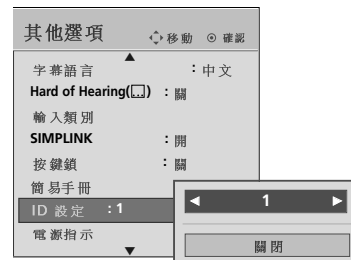 其他選項 移動 ⊙ 確認
字幕語言 : 中文
Hard of Hearing(...) : 關
輸入類別
SIMPLINK : 開
按鍵鎖 : 關
簡易手冊
ID 設定 : 1
電源指示
◀ 1 ▶
關閉